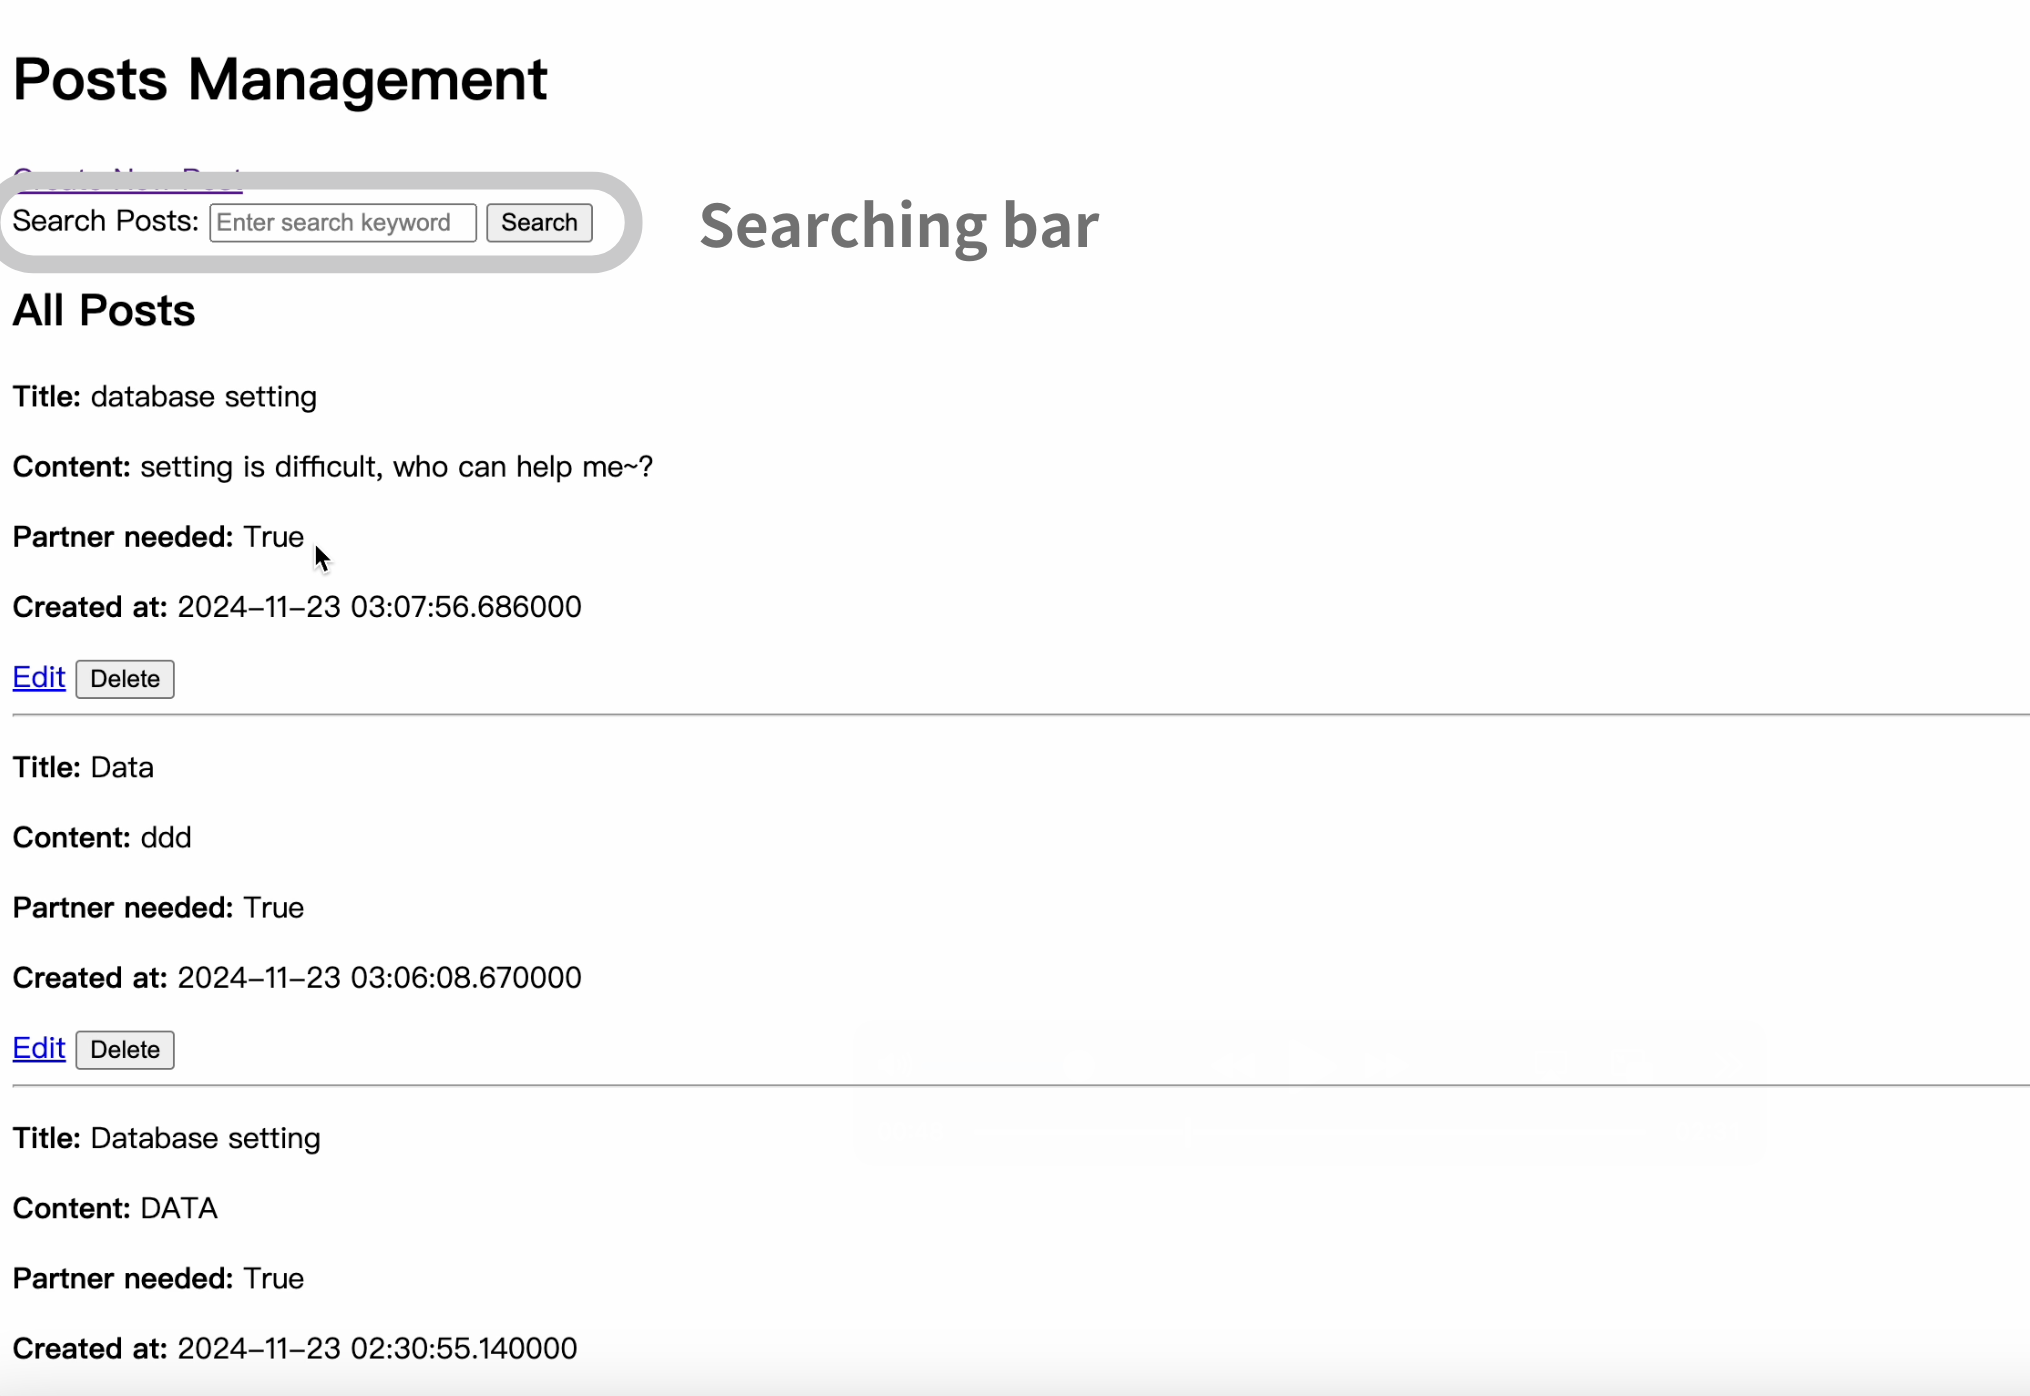 Posts Management
Create New Post
Search Posts: Enter search keyword Search
Searching bar
All Posts
Title: database setting
Content: setting is difficult, who can help me~?
Partner needed: True
Created at: 2024-11-23 03:07:56.686000
Edit Delete
Title: Data
Content: ddd
Partner needed: True
Created at: 2024-11-23 03:06:08.670000
Edit Delete
Title: Database setting
Content: DATA
Partner needed: True
Created at: 2024-11-23 02:30:55.140000